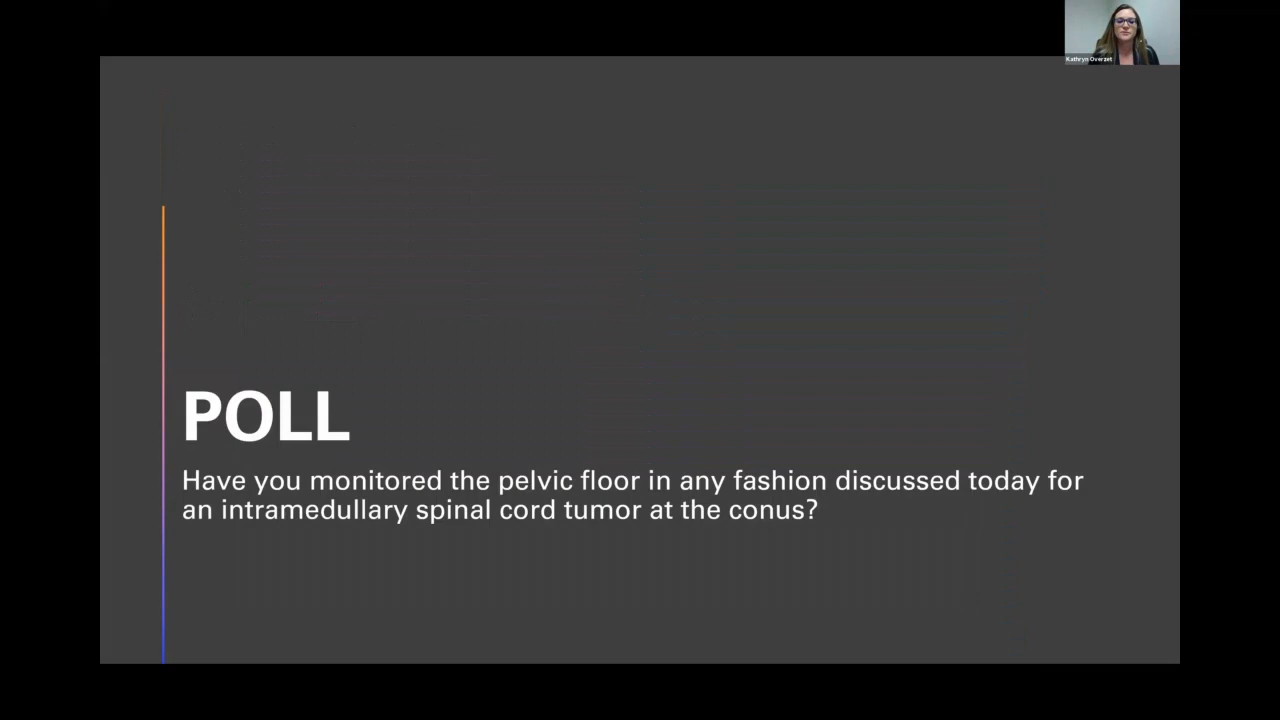 Kathryn Overzet
POLL
Have you monitored the pelvic floor in any fashion discussed today for
an intramedullary spinal cord tumor at the conus?